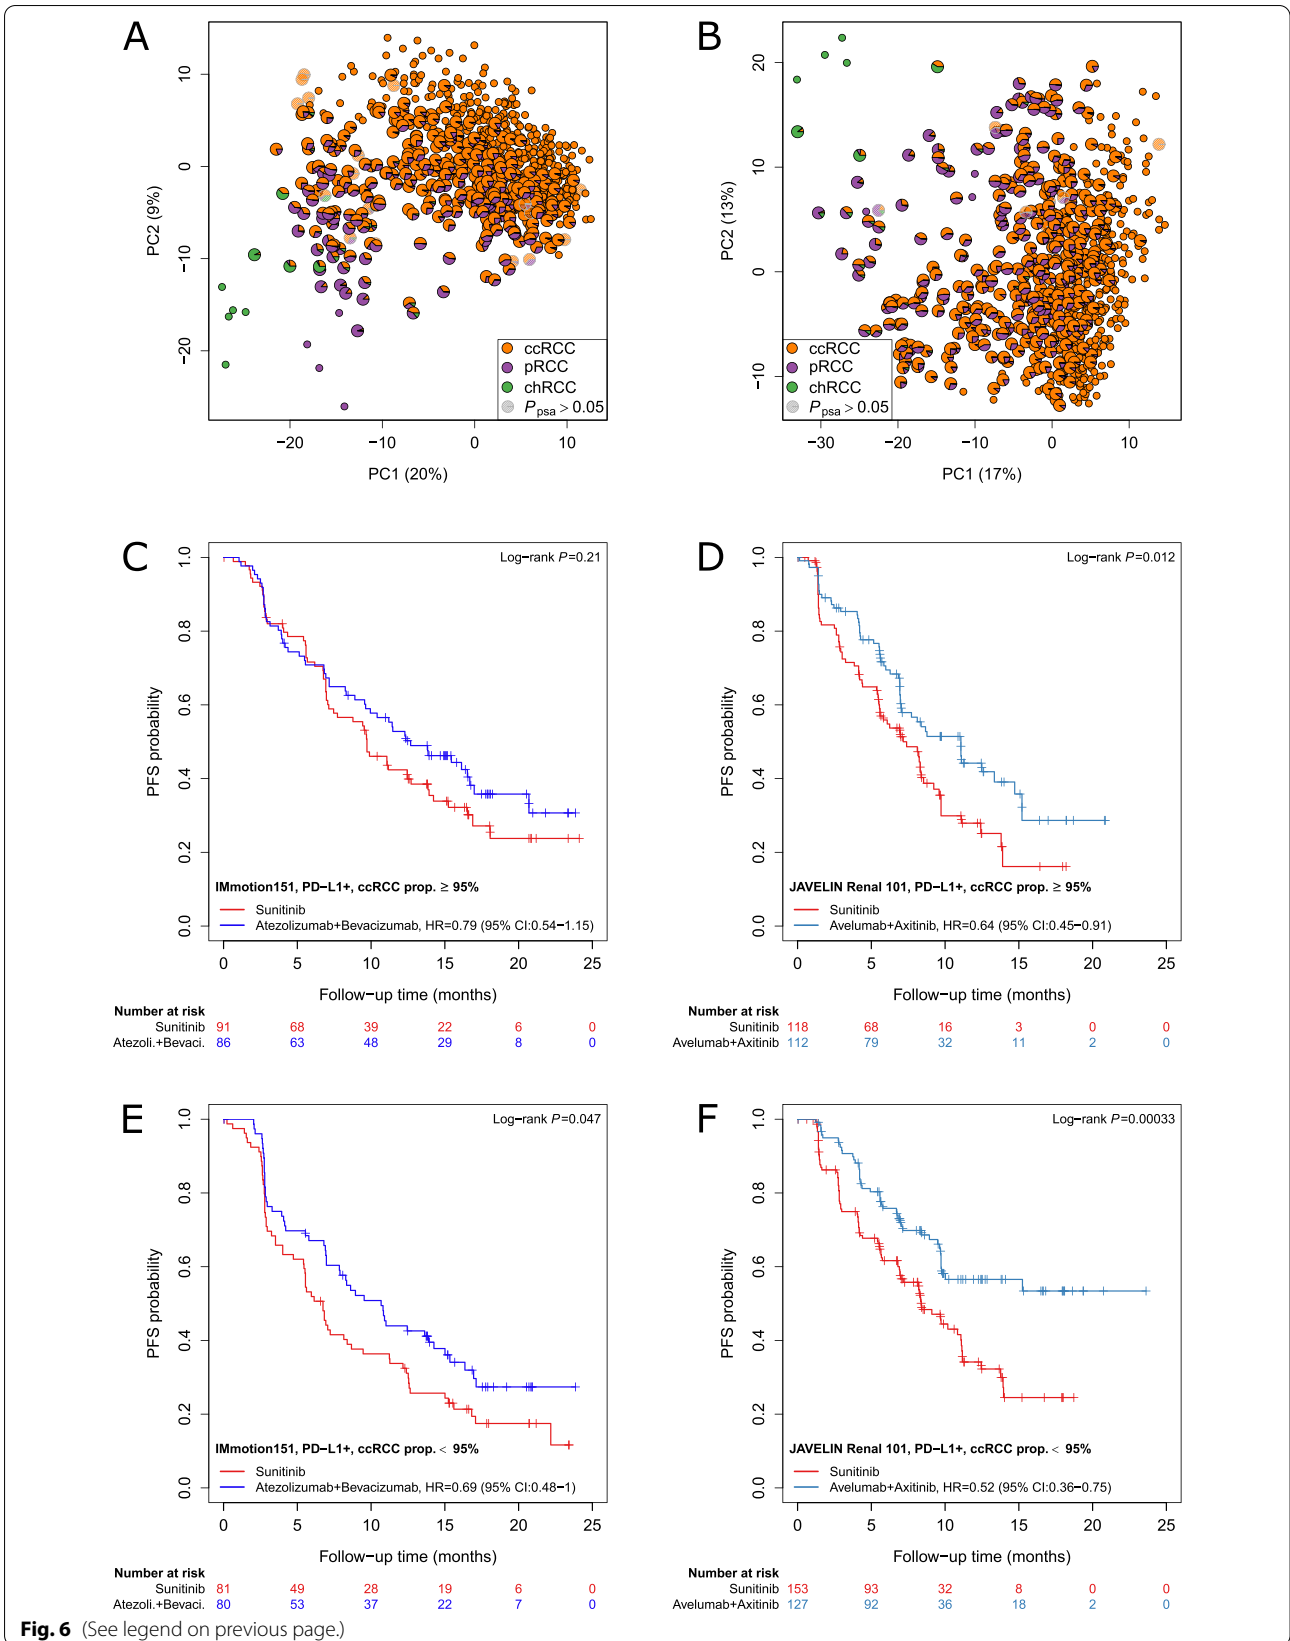 A
10
0
−10
−20
PC2 (9%)
−20 −10 0 10
PC1 (20%)
ccRCC
pRCC
chRCC
Ppsa > 0.05
B
20
10
0
−10
PC2 (13%)
−30 −20 −10 0 10
PC1 (17%)
ccRCC
pRCC
chRCC
Ppsa > 0.05
C
Log−rank P=0.21
1.0
0.8
0.6
0.4
0.2
0.0
PFS probability
IMmotion151, PD−L1+, ccRCC prop. ≥ 95%
Sunitinib
Atezolizumab+Bevacizumab, HR=0.79 (95% CI:0.54−1.15)
0 5 10 15 20 25
Follow−up time (months)
Number at risk
Sunitinib 91 68 39 22 6 0
Atezoli.+Bevaci. 86 63 48 29 8 0
D
Log−rank P=0.012
1.0
0.8
0.6
0.4
0.2
0.0
PFS probability
JAVELIN Renal 101, PD−L1+, ccRCC prop. ≥ 95%
Sunitinib
Avelumab+Axitinib, HR=0.64 (95% CI:0.45−0.91)
0 5 10 15 20 25
Follow−up time (months)
Number at risk
Sunitinib 118 68 16 3 0 0
Avelumab+Axitinib 112 79 32 11 2 0
E
Log−rank P=0.047
1.0
0.8
0.6
0.4
0.2
0.0
PFS probability
IMmotion151, PD−L1+, ccRCC prop. < 95%
Sunitinib
Atezolizumab+Bevacizumab, HR=0.69 (95% CI:0.48−1)
0 5 10 15 20 25
Follow−up time (months)
Number at risk
Sunitinib 81 49 28 19 6 0
Atezoli.+Bevaci. 80 53 37 22 7 0
F
Log−rank P=0.00033
1.0
0.8
0.6
0.4
0.2
0.0
PFS probability
JAVELIN Renal 101, PD−L1+, ccRCC prop. < 95%
Sunitinib
Avelumab+Axitinib, HR=0.52 (95% CI:0.36−0.75)
0 5 10 15 20 25
Follow−up time (months)
Number at risk
Sunitinib 153 93 32 8 0 0
Avelumab+Axitinib 127 92 36 18 2 0
Fig. 6 (See legend on previous page.)